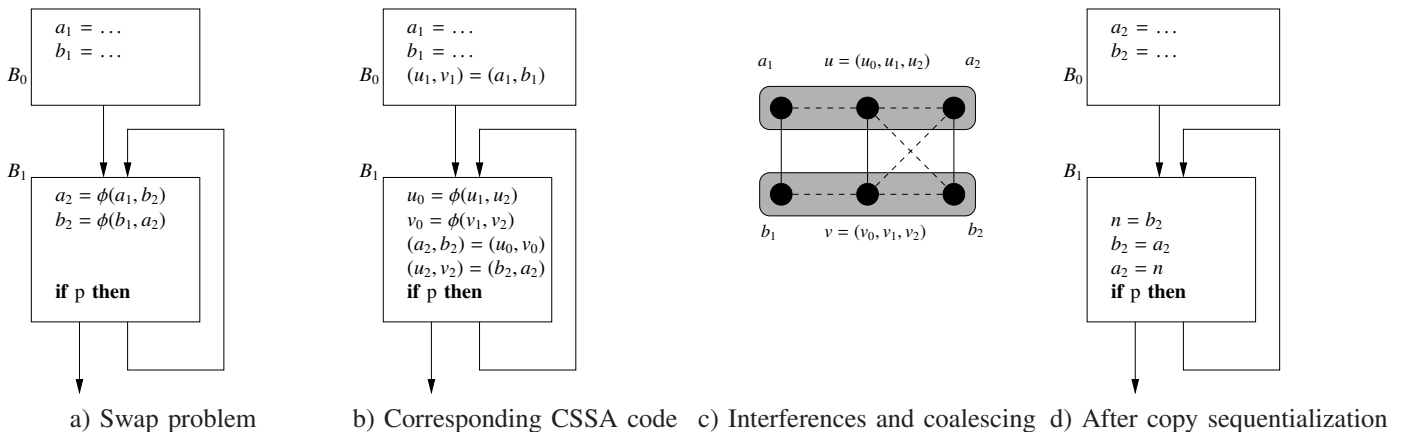 a₁ = …
b₁ = …
B₀
B₁
a₂ = ϕ(a₁, b₂)
b₂ = ϕ(b₁, a₂)
if p then
a) Swap problem
a₁ = …
b₁ = …
(u₁, v₁) = (a₁, b₁)
B₀
B₁
u₀ = ϕ(u₁, u₂)
v₀ = ϕ(v₁, v₂)
(a₂, b₂) = (u₀, v₀)
(u₂, v₂) = (b₂, a₂)
if p then
b) Corresponding CSSA code
a₁ u = (u₀, u₁, u₂) a₂
b₁ v = (v₀, v₁, v₂) b₂
c) Interferences and coalescing
a₂ = …
b₂ = …
B₀
B₁
n = b₂
b₂ = a₂
a₂ = n
if p then
d) After copy sequentialization